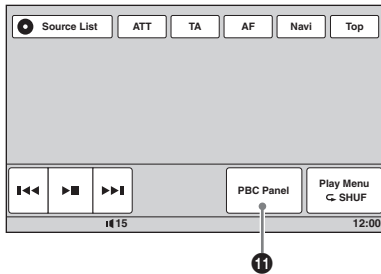 Source List ATT TA AF Navi Top
PBC Panel
Play Menu
SHUF
15 12:00
11